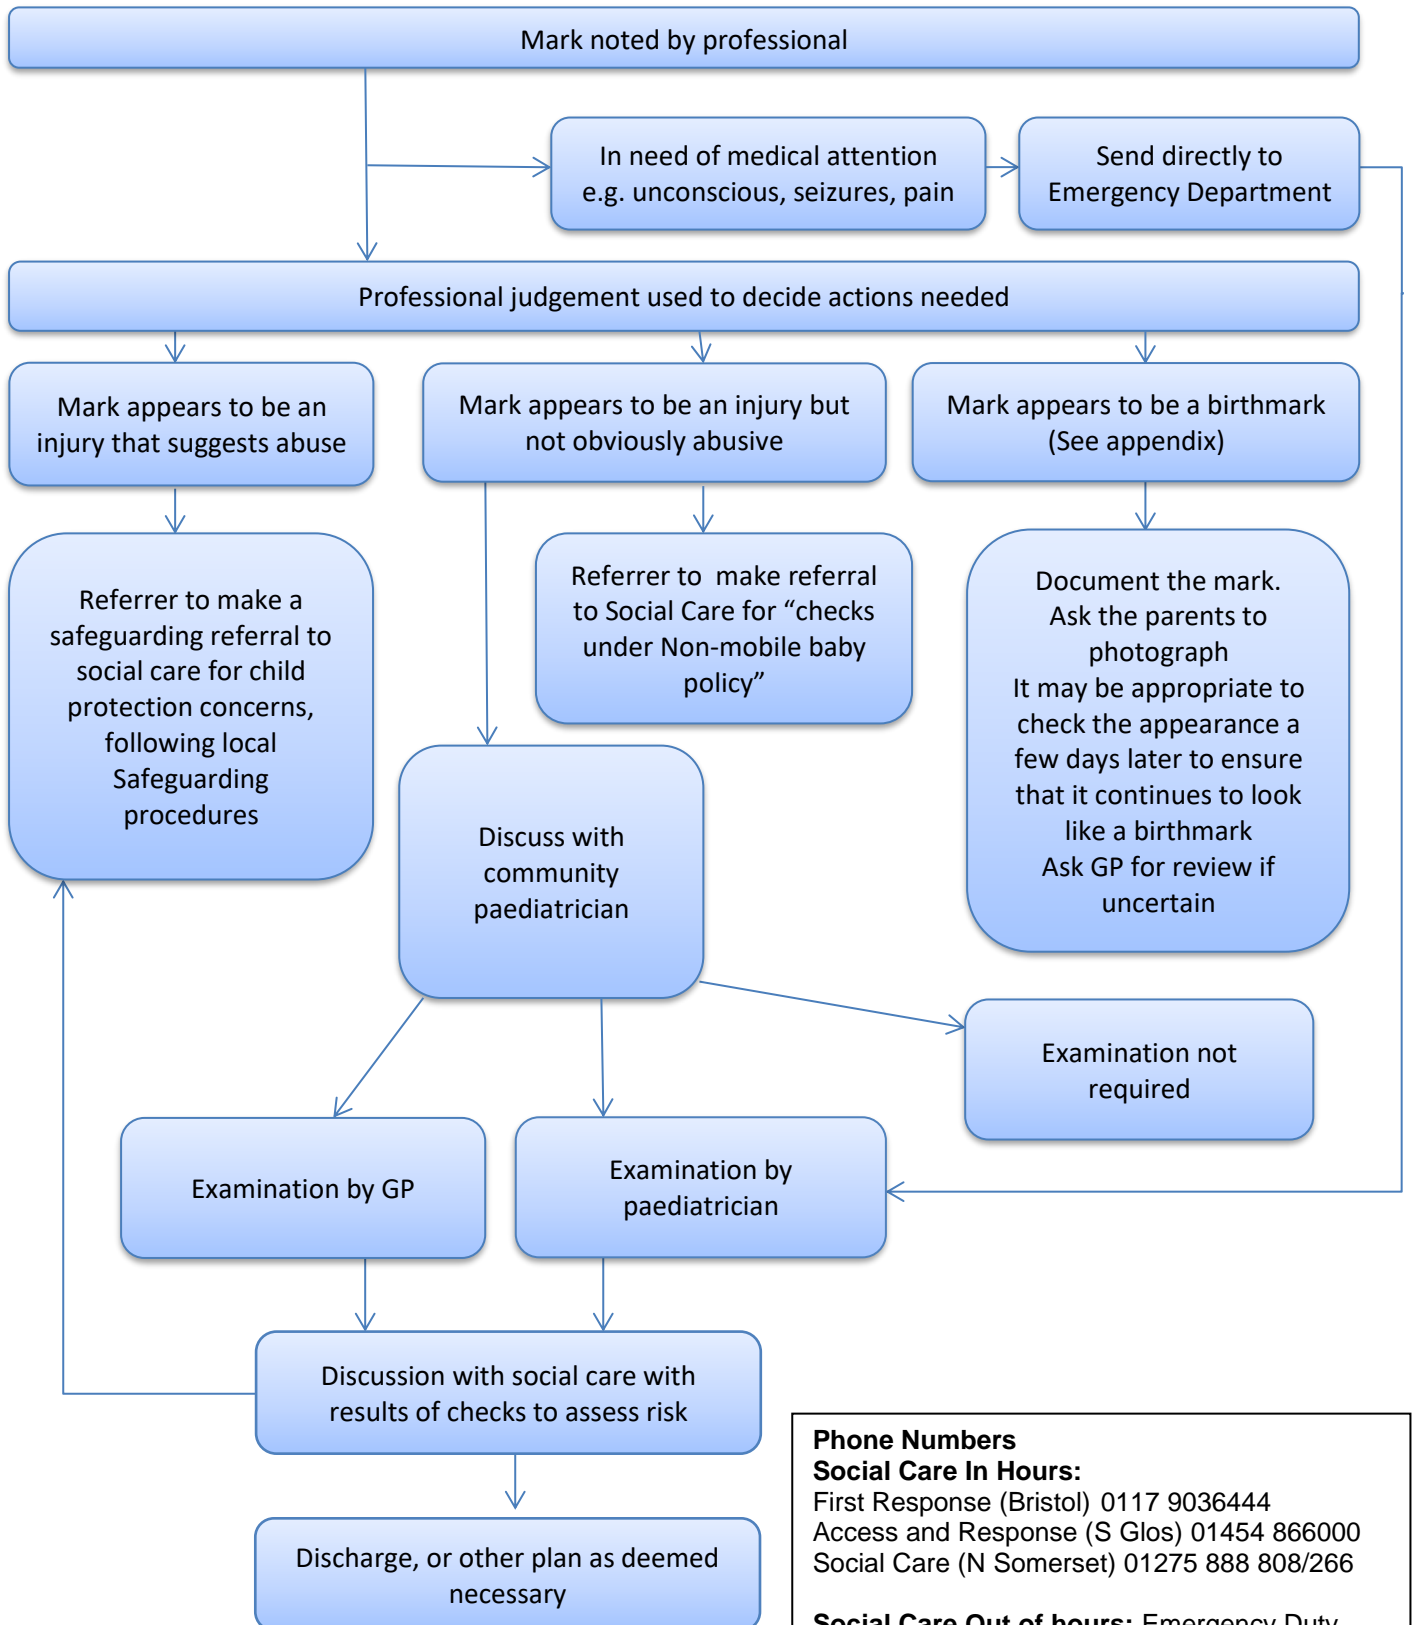 Mark noted by professional
In need of medical attention
e.g. unconscious, seizures, pain
Send directly to
Emergency Department
Professional judgement used to decide actions needed
Mark appears to be an
injury that suggests abuse
Mark appears to be an injury but
not obviously abusive
Mark appears to be a birthmark
(See appendix)
Referrer to make a
safeguarding referral to
social care for child
protection concerns,
following local
Safeguarding
procedures
Referrer to  make referral
to Social Care for “checks
under Non-mobile baby
policy”
Document the mark.
Ask the parents to
photograph
It may be appropriate to
check the appearance a
few days later to ensure
that it continues to look
like a birthmark
Ask GP for review if
uncertain
Discuss with
community
paediatrician
Examination not
required
Examination by GP
Examination by
paediatrician
Discussion with social care with
results of checks to assess risk
Discharge, or other plan as deemed
necessary
Phone Numbers
Social Care In Hours:
First Response (Bristol) 0117 9036444
Access and Response (S Glos) 01454 866000
Social Care (N Somerset) 01275 888 808/266
Social Care Out of hours: Emergency Duty